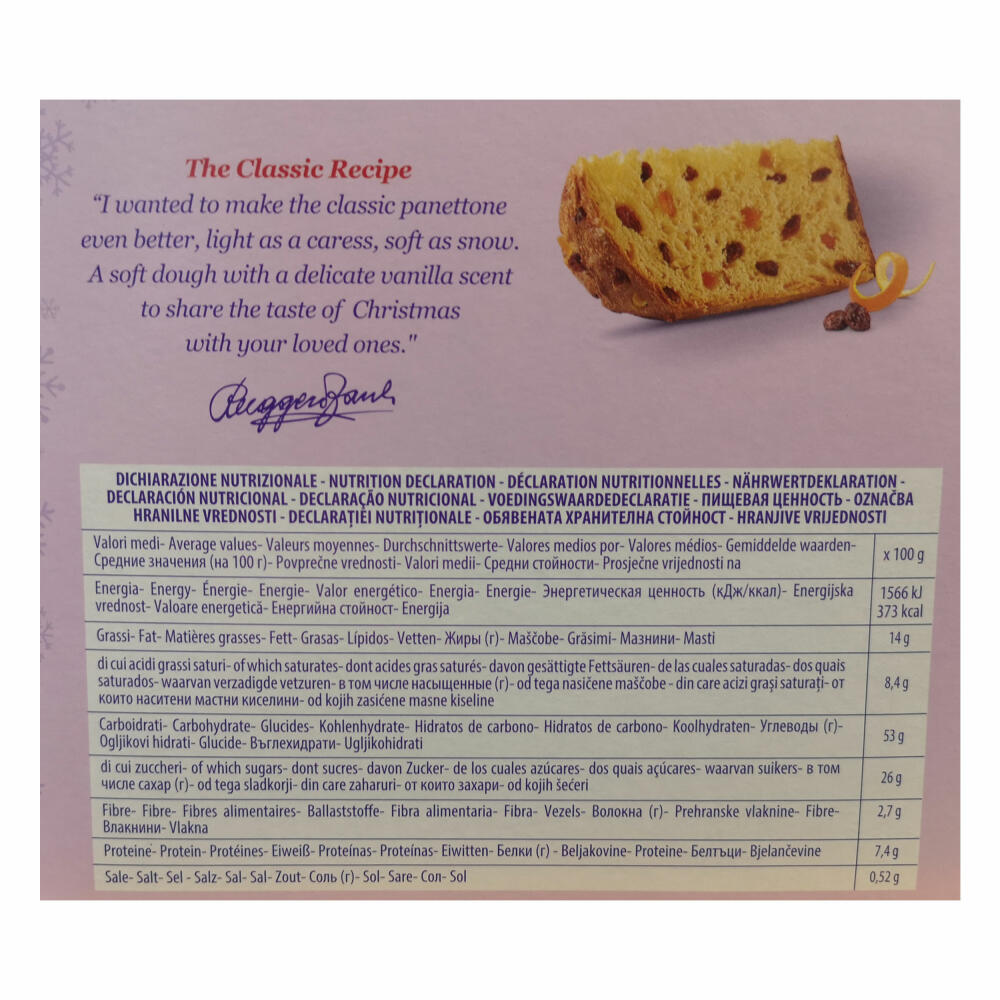 The Classic Recipe
“I wanted to make the classic panettone
even better, light as a caress, soft as snow.
A soft dough with a delicate vanilla scent
to share the taste of Christmas
with your loved ones."
DICHIARAZIONE NUTRIZIONALE - NUTRITION DECLARATION - DÉCLARATION NUTRITIONNELLES - NÄHRWERTDEKLARATION -
DECLARACIÓN NUTRICIONAL - DECLARAÇÃO NUTRICIONAL - VOEDINGSWAARDEDECLARATIE - ПИЩЕВАЯ ЦЕННОСТЬ - OZNAČBA
HRANILNE VREDNOSTI - DECLARAȚIEI NUTRIȚIONALE - ОБЯВЕНАТА ХРАНИТЕЛНА СТОЙНОСТ - HRANJIVE VRIJEDNOSTI
Valori medi- Average values- Valeurs moyennes- Durchschnittswerte- Valores medios por- Valores médios- Gemiddelde waarden-
Средние значения (на 100 г)- Povprečne vrednosti- Valori medii- Средни стойности- Prosječne vrijednosti na
x 100 g
Energia- Energy- Énergie- Energie- Valor energético- Energia- Energie- Энергетическая ценность (кДж/ккал)- Energijska
vrednost- Valoare energetică- Енергийна стойност- Energija
1566 kJ
373 kcal
Grassi- Fat- Matières grasses- Fett- Grasas- Lípidos- Vetten- Жиры (г)- Maščobe- Grăsimi- Мазнини- Masti
14 g
di cui acidi grassi saturi- of which saturates- dont acides gras saturés- davon gesättigte Fettsäuren- de las cuales saturadas- dos quais
saturados- waarvan verzadigde vetzuren- в том числе насыщенные (г)- od tega nasičene maščobe - din care acizi grași saturați- от
които наситени мастни киселини- od kojih zasićene masne kiseline
8,4 g
Carboidrati- Carbohydrate- Glucides- Kohlenhydrate- Hidratos de carbono- Hidratos de carbono- Koolhydraten- Углеводы (г)-
Ogljikovi hidrati- Glucide- Въглехидрати- Ugljikohidrati
53 g
di cui zuccheri- of which sugars- dont sucres- davon Zucker- de los cuales azúcares- dos quais açúcares- waarvan suikers- в том
числе сахар (г)- od tega sladkorji- din care zaharuri- от които захари- od kojih šećeri
26 g
Fibre- Fibre- Fibres alimentaires- Ballaststoffe- Fibra alimentaria- Fibra- Vezels- Волокна (г)- Prehranske vlaknine- Fibre-
Влакнини- Vlakna
2,7 g
Proteine- Protein- Protéines- Eiweiß- Proteínas- Proteínas- Eiwitten- Белки (г) - Beljakovine- Proteine- Белтъци- Bjelančevine
7,4 g
Sale- Salt- Sel - Salz- Sal- Sal- Zout- Соль (г)- Sol- Sare- Сол- Sol
0,52 g